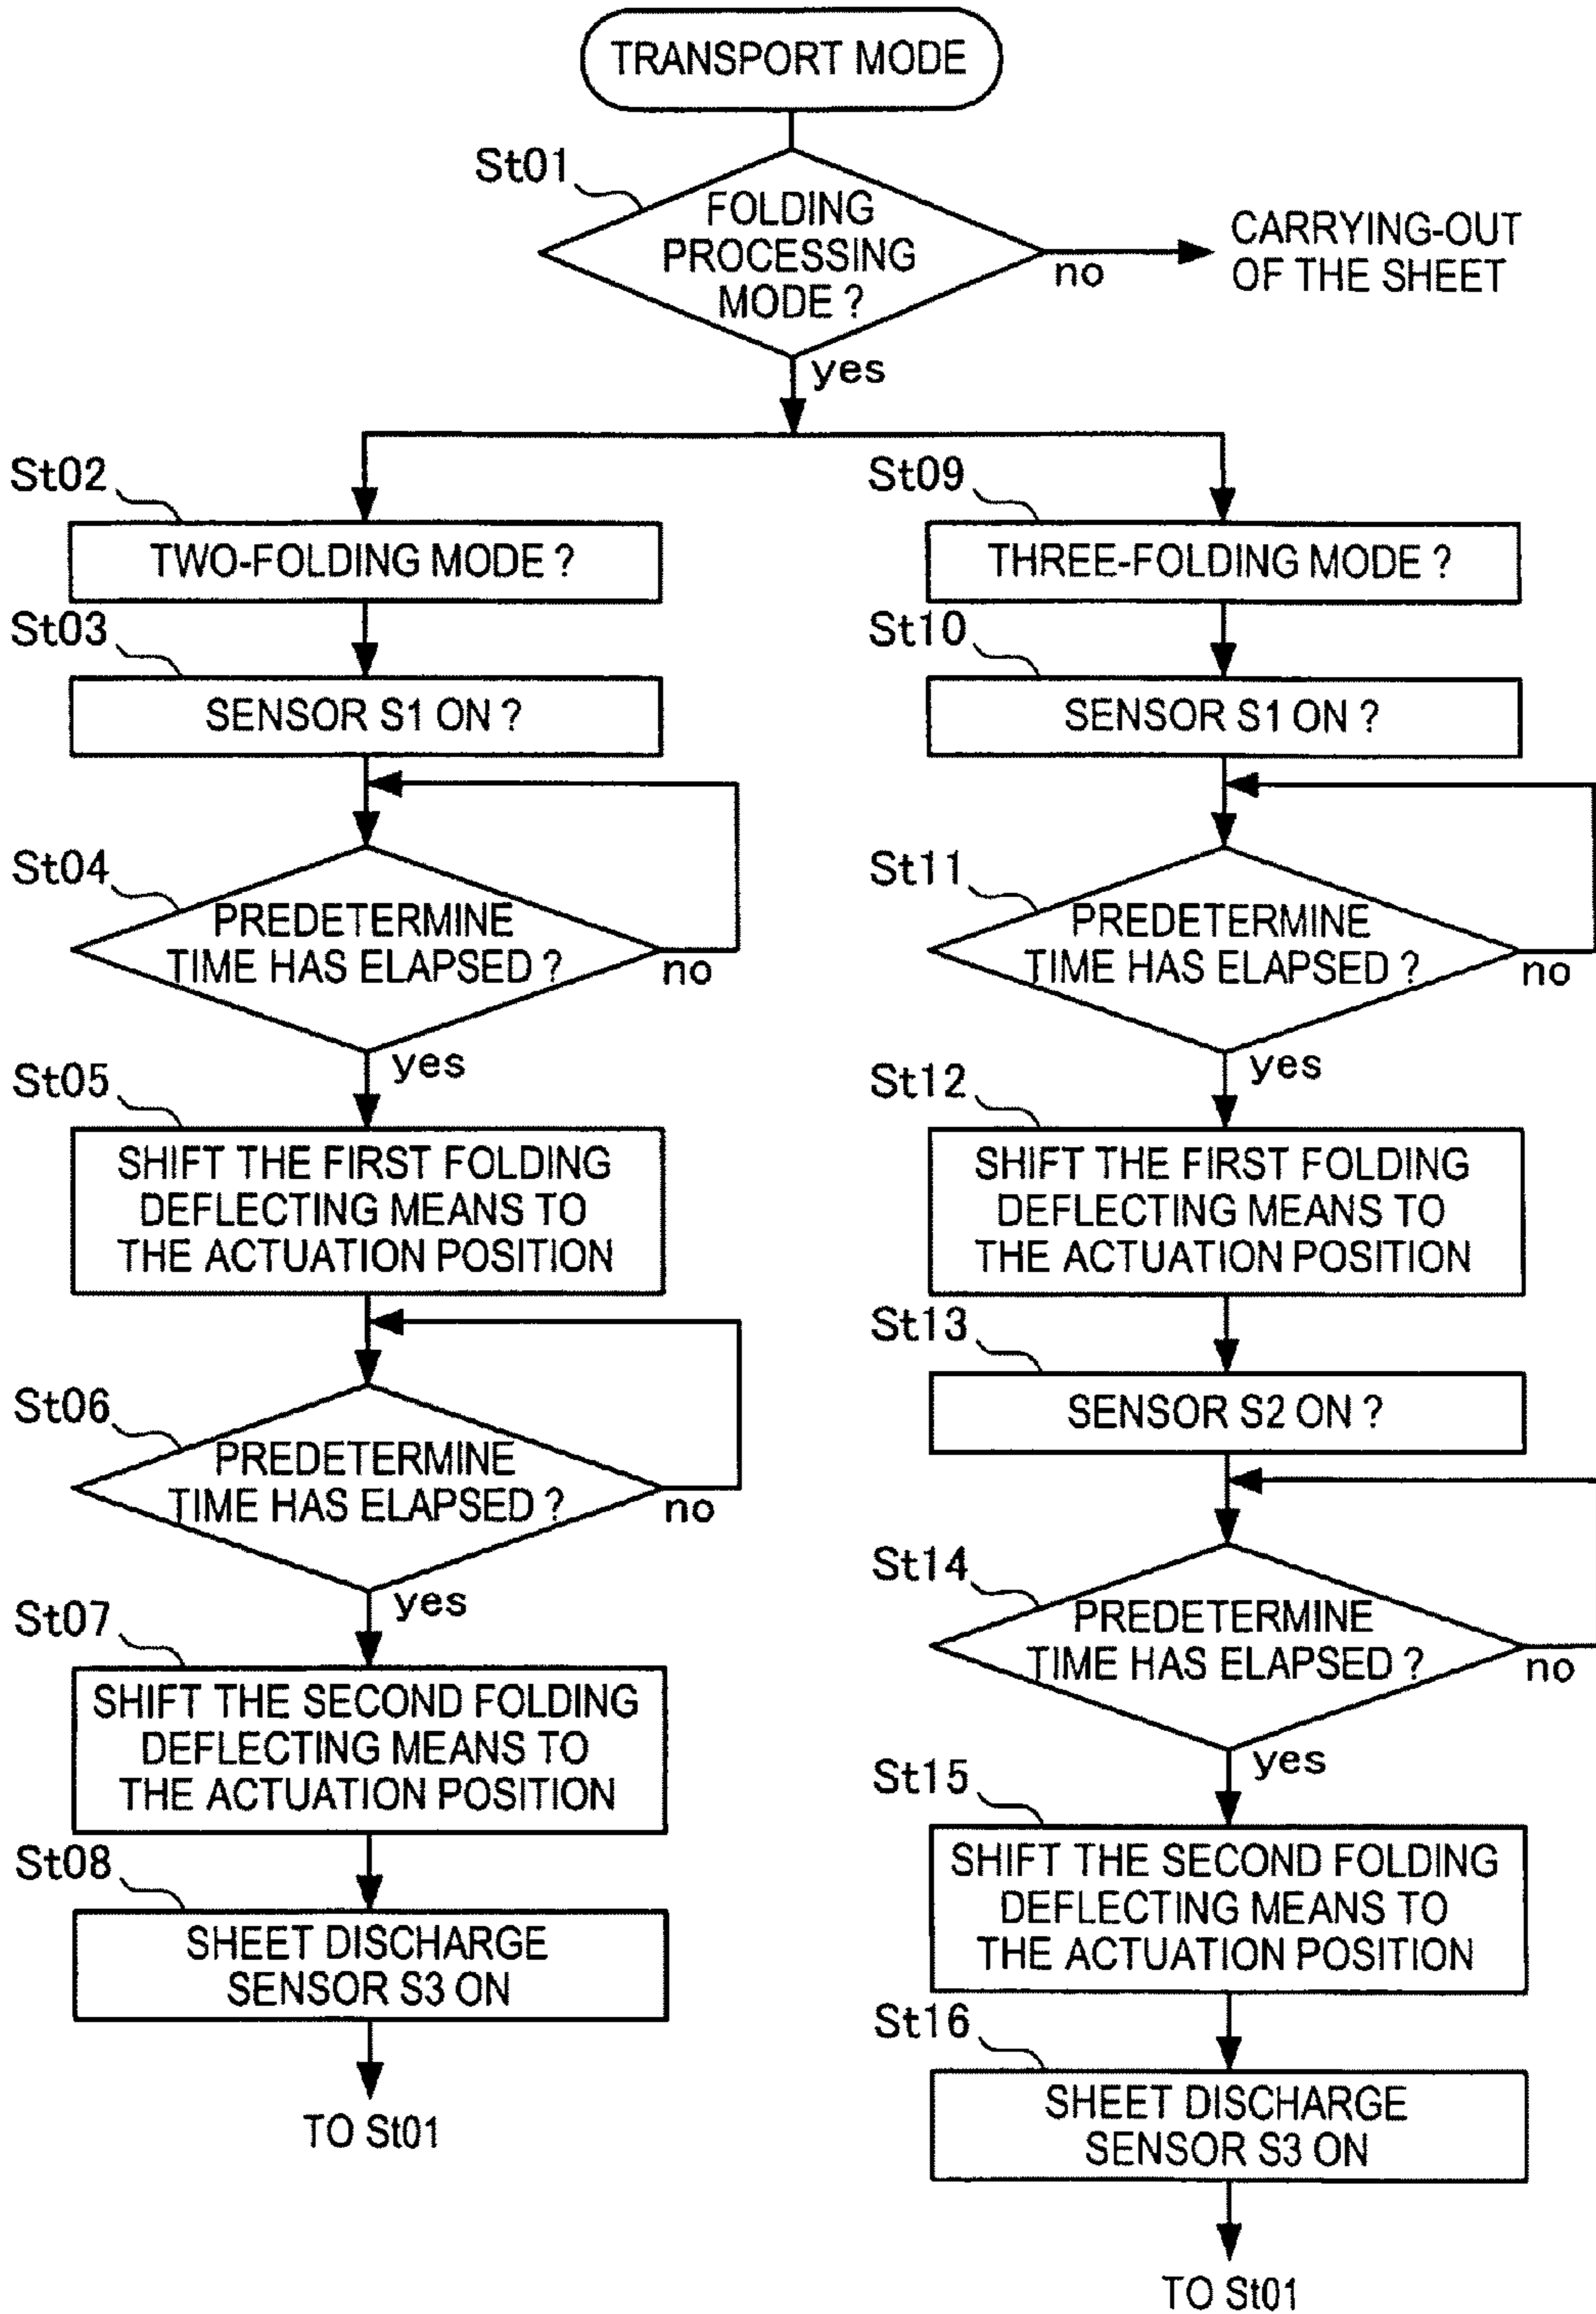 TRANSPORT MODE
St01
FOLDING
PROCESSING
MODE ?
no
CARRYING-OUT
OF THE SHEET
yes
St02
TWO-FOLDING MODE ?
St03
SENSOR S1 ON ?
St04
PREDETERMINE
TIME HAS ELAPSED ?
no
yes
St05
SHIFT THE FIRST FOLDING
DEFLECTING MEANS TO
THE ACTUATION POSITION
St06
PREDETERMINE
TIME HAS ELAPSED ?
no
yes
St07
SHIFT THE SECOND FOLDING
DEFLECTING MEANS TO
THE ACTUATION POSITION
St08
SHEET DISCHARGE
SENSOR S3 ON
TO St01
St09
THREE-FOLDING MODE ?
St10
SENSOR S1 ON ?
St11
PREDETERMINE
TIME HAS ELAPSED ?
no
yes
St12
SHIFT THE FIRST FOLDING
DEFLECTING MEANS TO
THE ACTUATION POSITION
St13
SENSOR S2 ON ?
St14
PREDETERMINE
TIME HAS ELAPSED ?
no
yes
St15
SHIFT THE SECOND FOLDING
DEFLECTING MEANS TO
THE ACTUATION POSITION
St16
SHEET DISCHARGE
SENSOR S3 ON
TO St01